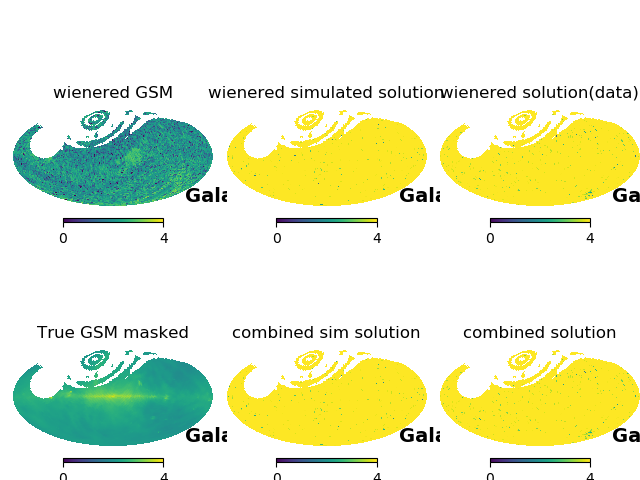 wienered GSM
wienered simulated solution
wienered solution(data)
Gala
Gala
Ga
0 4
0 4
0 4
True GSM masked
combined sim solution
combined solution
Gala
Gala
Ga
0 4
0 4
0 4